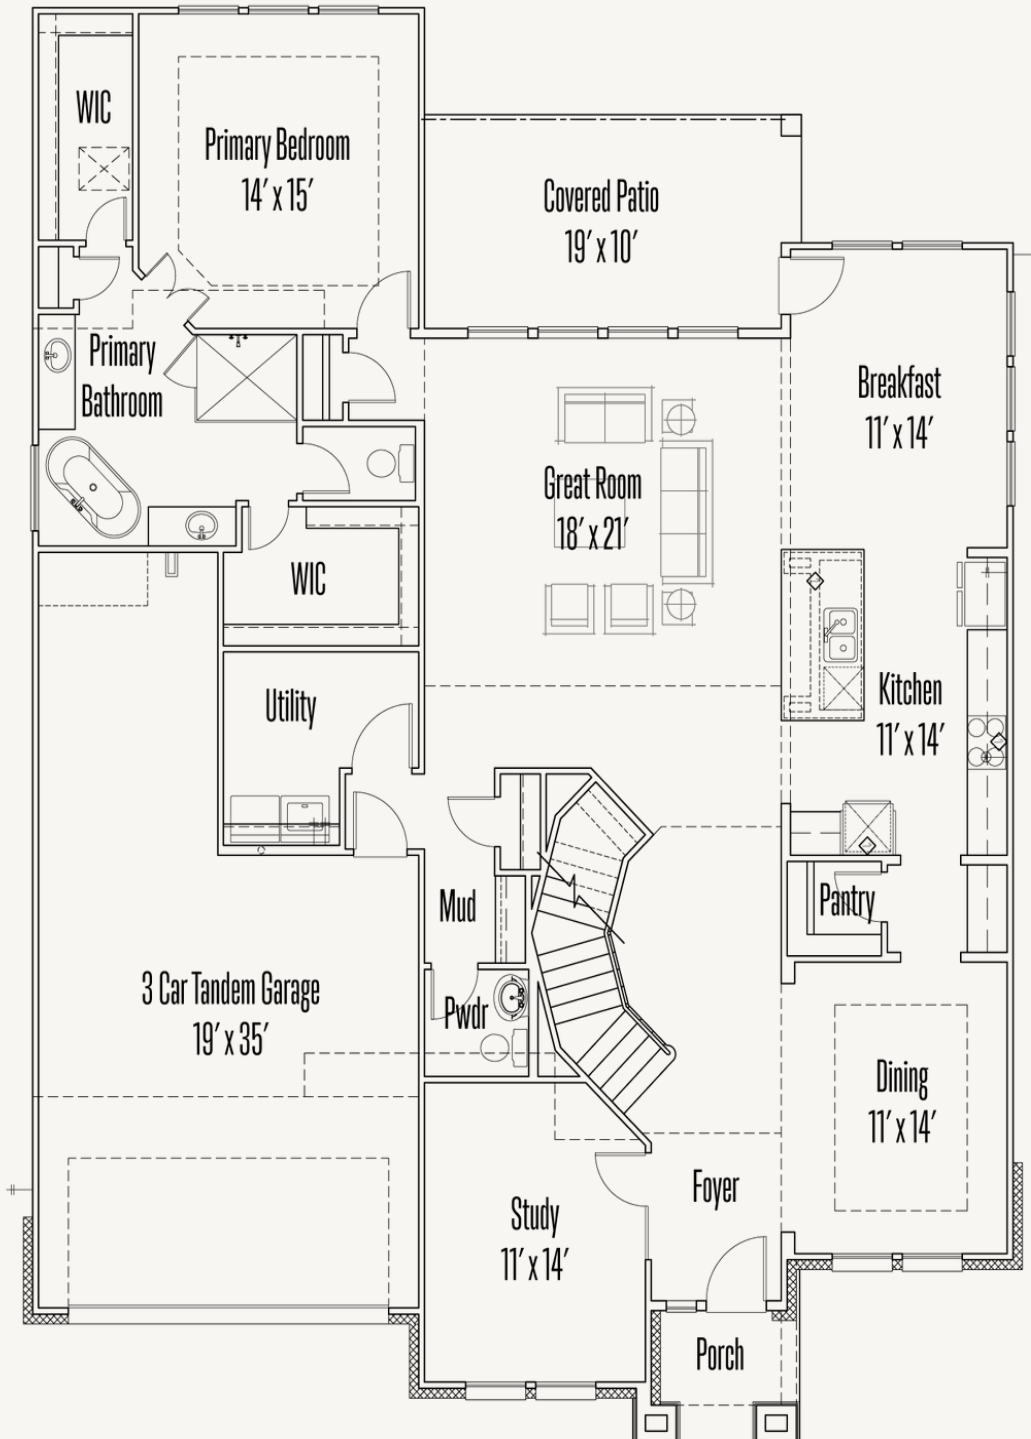 WIC
Primary Bedroom
14′ x 15′
Covered Patio
19′ x 10′
Primary
Bathroom
Breakfast
11′ x 14′
Great Room
18′ x 21′
WIC
Utility
Kitchen
11′ x 14′
Mud
Pantry
3 Car Tandem Garage
19′ x 35′
Pwdr
Dining
11′ x 14′
Foyer
Study
11′ x 14′
Porch